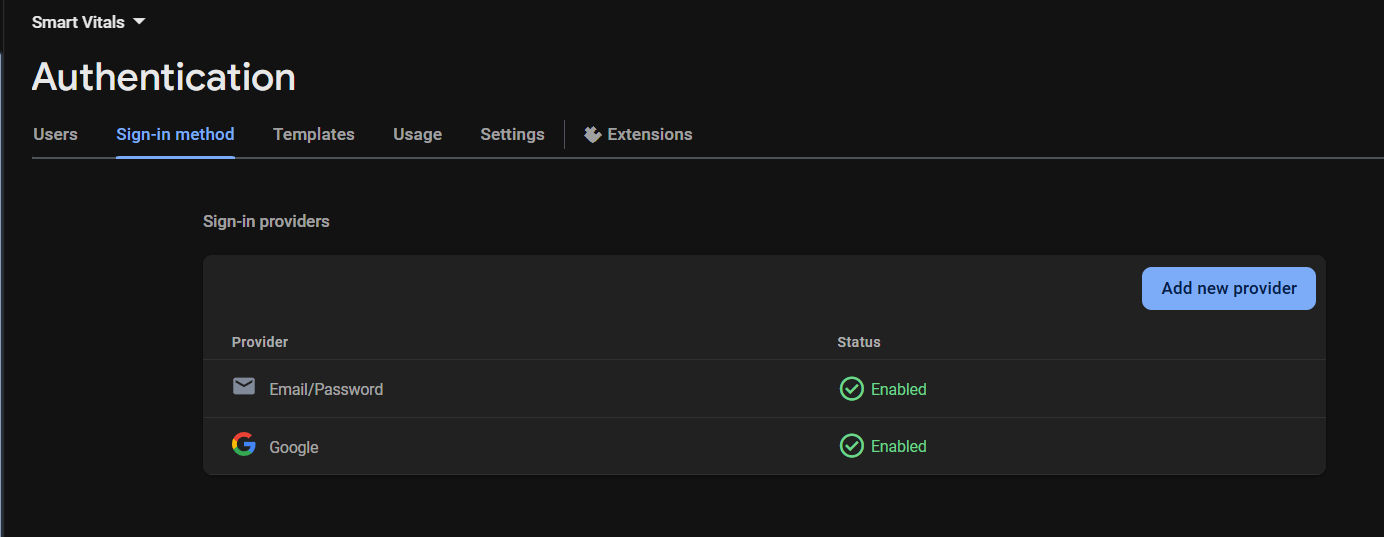 Smart Vitals
Authentication
Users Sign-in method Templates Usage Settings Extensions
Sign-in providers
Add new provider
Provider Status
Email/Password Enabled
Google Enabled